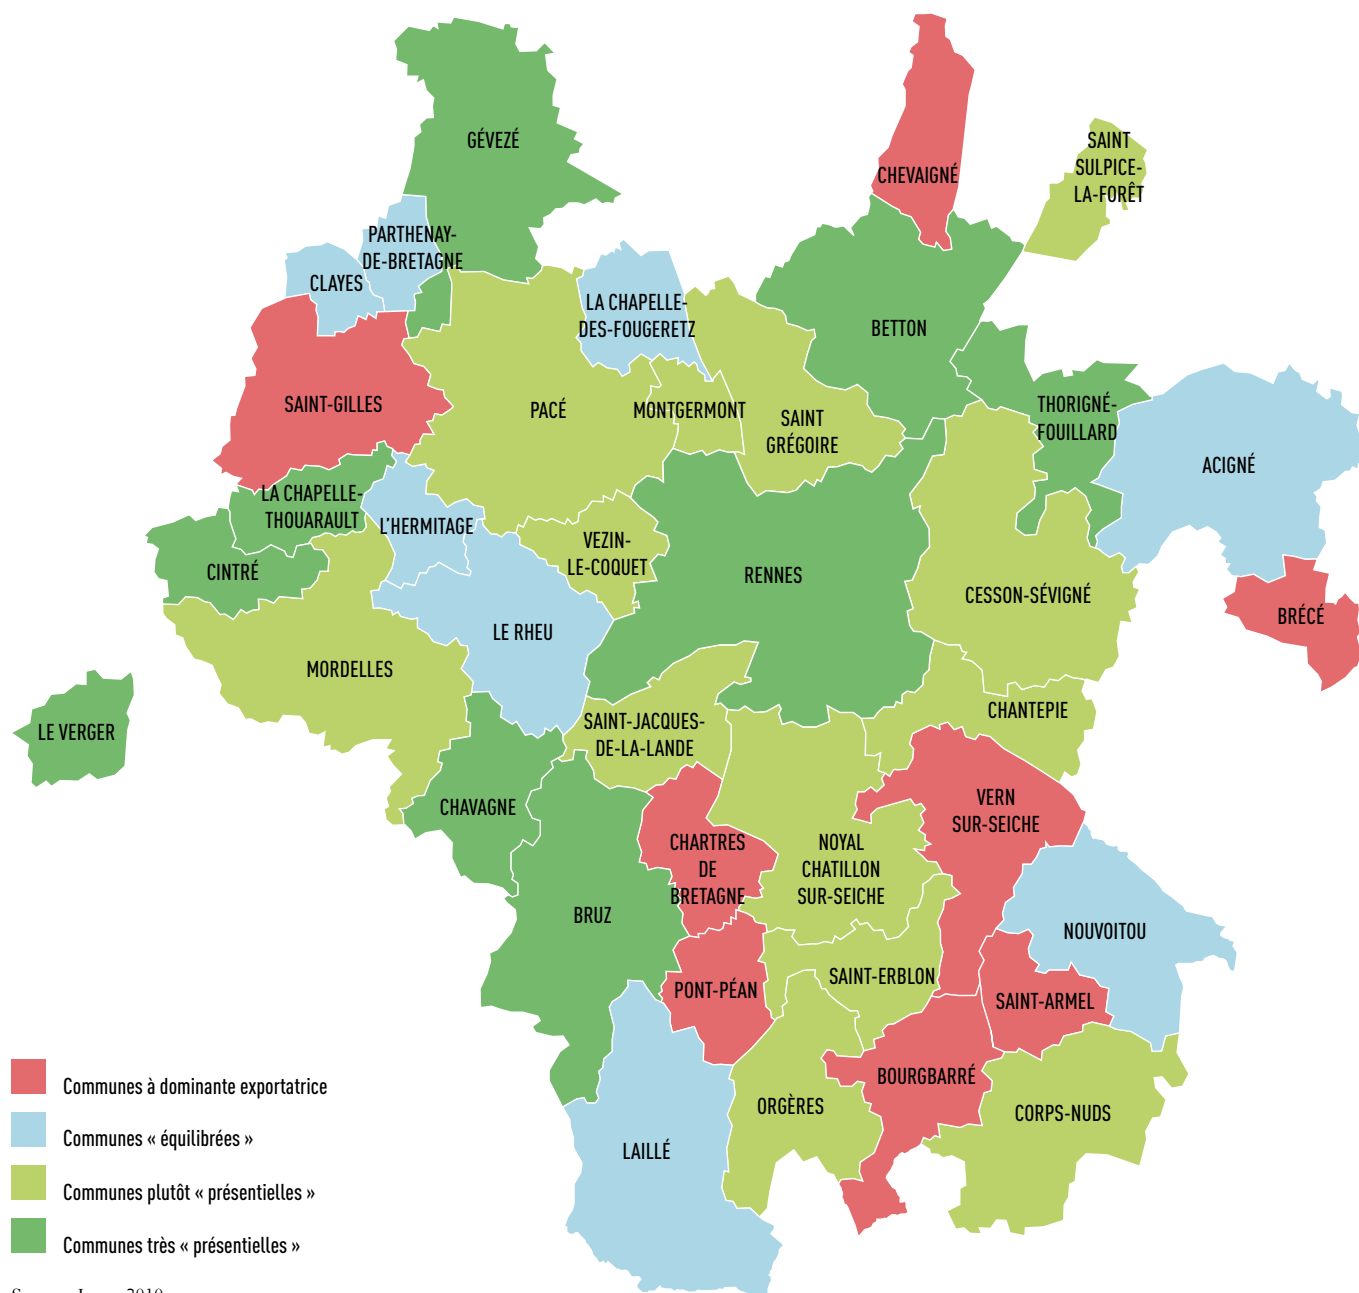 GÉVEZÉ
CHEVAIGNÉ
SAINT
SULPICE-
LA-FORÊT
PARTHENAY-
DE-BRETAGNE
CLAYES
LA CHAPELLE-
DES-FOUGERETZ
BETTON
SAINT-GILLES
PACÉ
MONTGERMONT
SAINT
GRÉGOIRE
THORIGNÉ-
FOUILLARD
ACIGNÉ
LA CHAPELLE-
THOUARAULT
L'HERMITAGE
VEZIN-
LE-COQUET
CINTRÉ
RENNES
CESSON-SÉVIGNÉ
BRÉCÉ
LE RHEU
MORDELLES
LE VERGER
SAINT-JACQUES-
DE-LA-LANDE
CHANTEPIE
CHAVAGNE
VERN
SUR-SEICHE
CHARTRES
DE
BRETAGNE
NOYAL
CHATILLON
SUR-SEICHE
BRUZ
NOUVOITOU
SAINT-ERBLON
PONT-PÉAN
SAINT-ARMEL
BOURGBARRÉ
ORGÈRES
CORPS-NUDS
LAILLÉ
Communes à dominante exportatrice
Communes « équilibrées »
Communes plutôt « présentielles »
Communes très « présentielles »